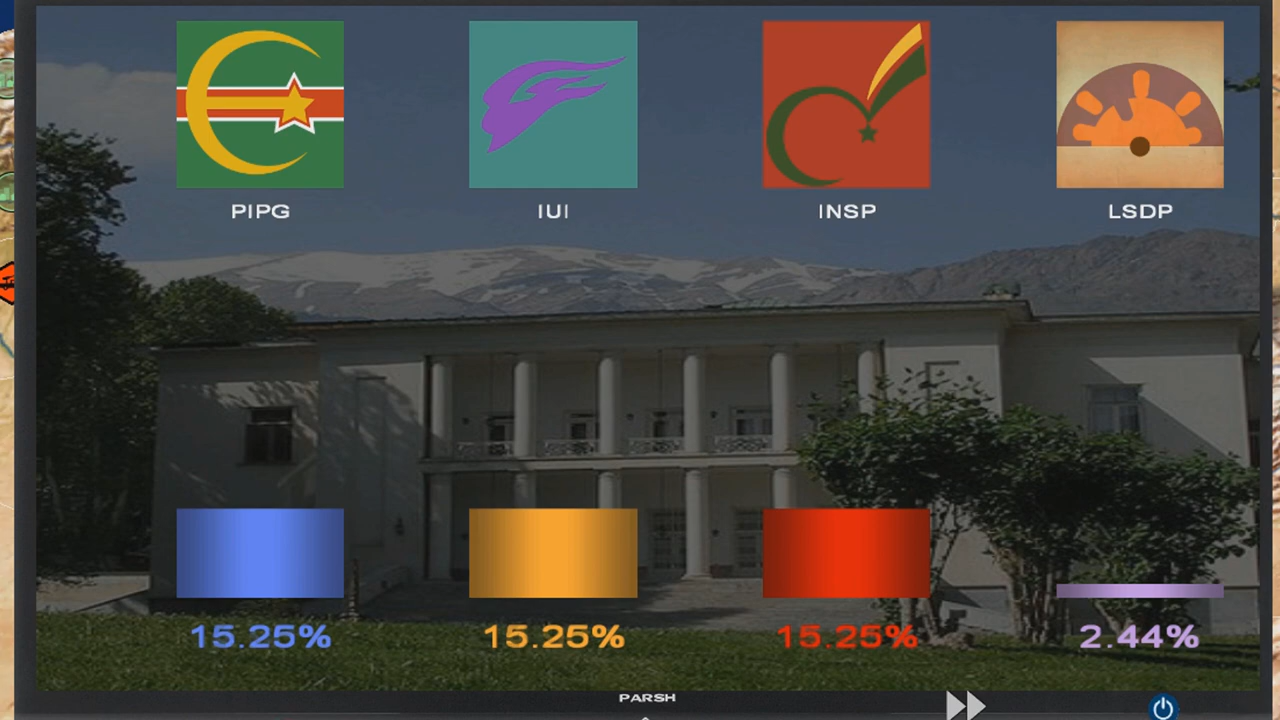 PIPG
IUI
INSP
LSDP
15.25%
15.25%
15.25%
2.44%
PARSH